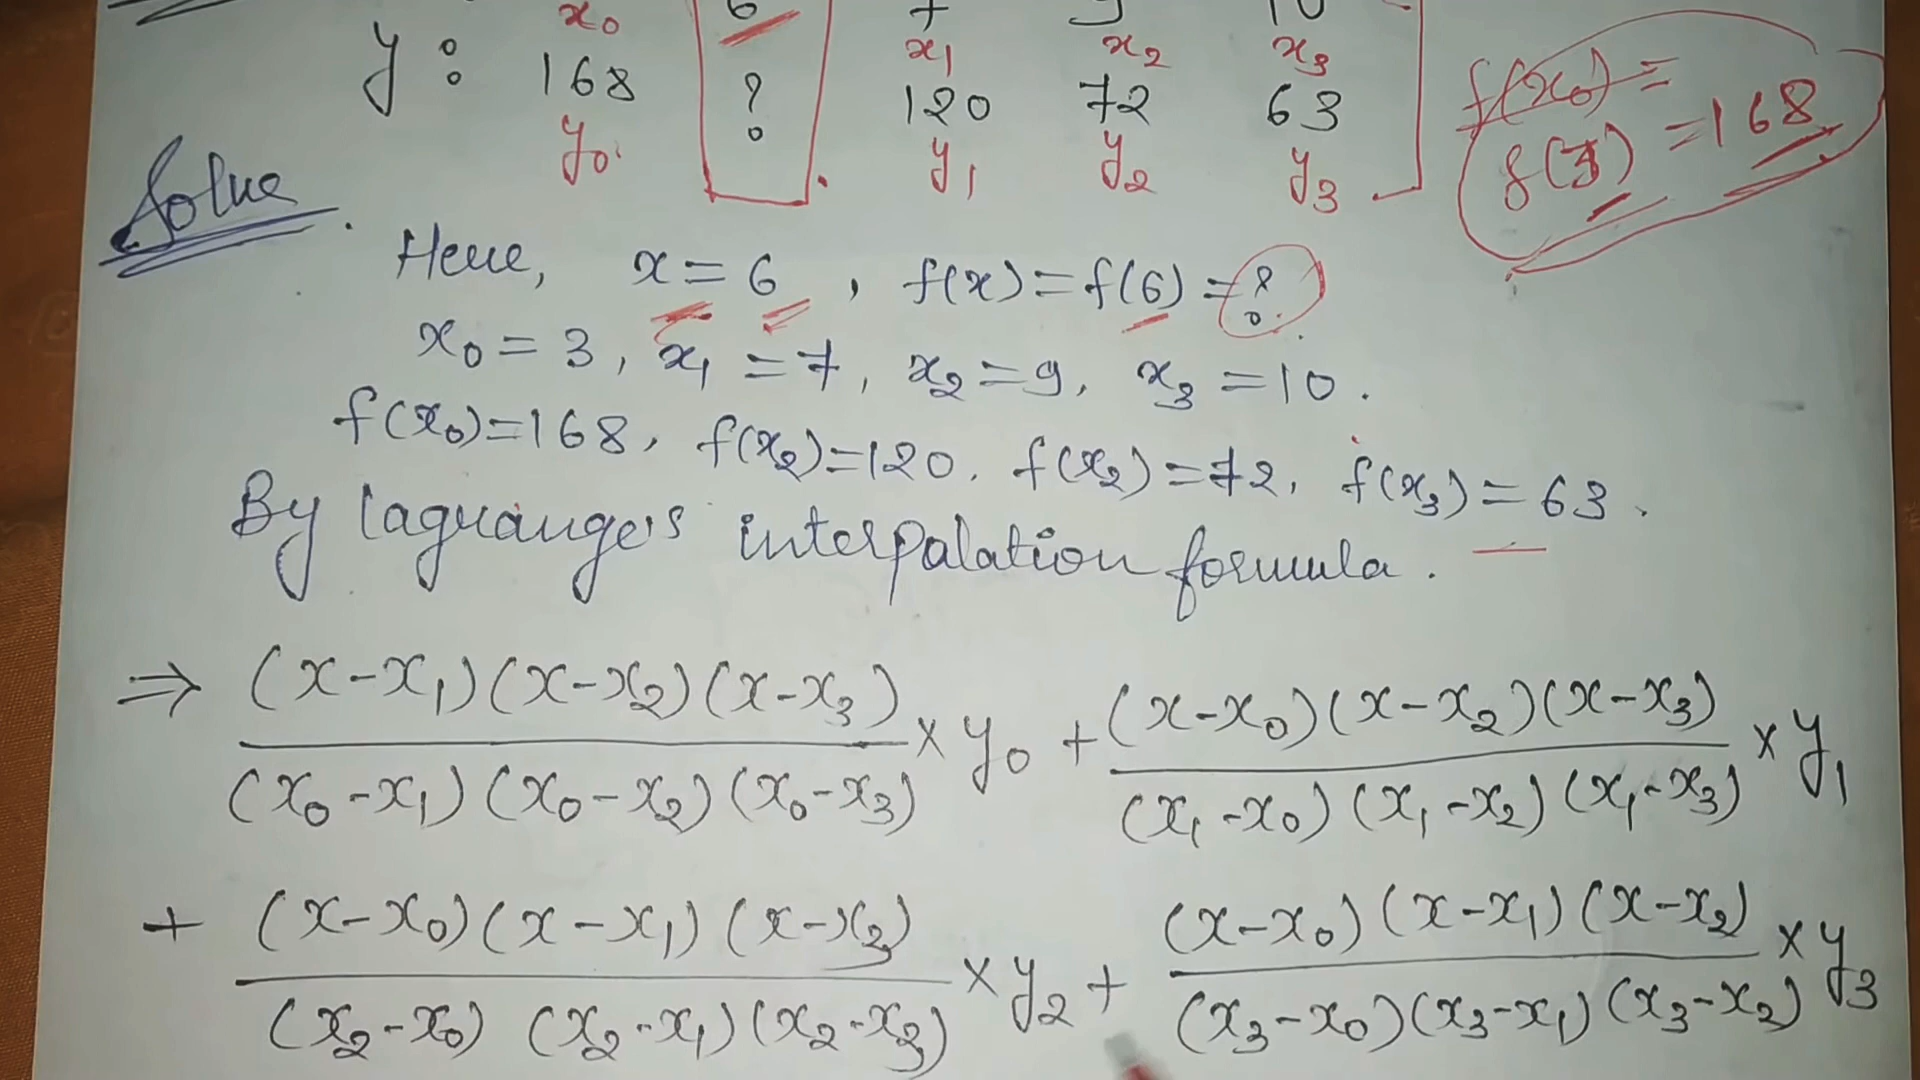 x₀ 6 7 9 10
y : x₁ x₂ x₃
168 ? 120 72 63
y₀ y₁ y₂ y₃
f(x₀) =
f(3) = 168
Solve
Here, x = 6 , f(x) = f(6) = ?
x₀ = 3, x₁ = 7, x₂ = 9, x₃ = 10.
f(x₀) = 168, f(x₂) = 120, f(x₂) = 72, f(x₃) = 63.
By lagrange's interpalation formula.
⇒ (x-x₁)(x-x₂)(x-x₃) / (x₀-x₁)(x₀-x₂)(x₀-x₃) × y₀ + (x-x₀)(x-x₂)(x-x₃) / (x₁-x₀)(x₁-x₂)(x₁-x₃) × y₁
+ (x-x₀)(x-x₁)(x-x₃) / (x₂-x₀)(x₂-x₁)(x₂-x₃) × y₂ + (x-x₀)(x-x₁)(x-x₂) / (x₃-x₀)(x₃-x₁)(x₃-x₂) × y₃